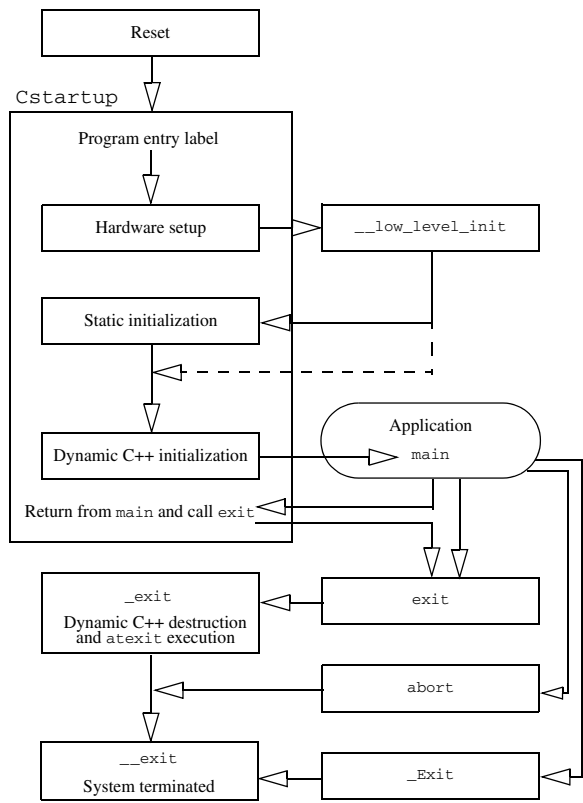 Reset
Cstartup
Program entry label
Hardware setup
__low_level_init
Static initialization
Application
main
Dynamic C++ initialization
Return from main and call exit
_exit
Dynamic C++ destruction
and atexit execution
exit
abort
__exit
System terminated
_Exit